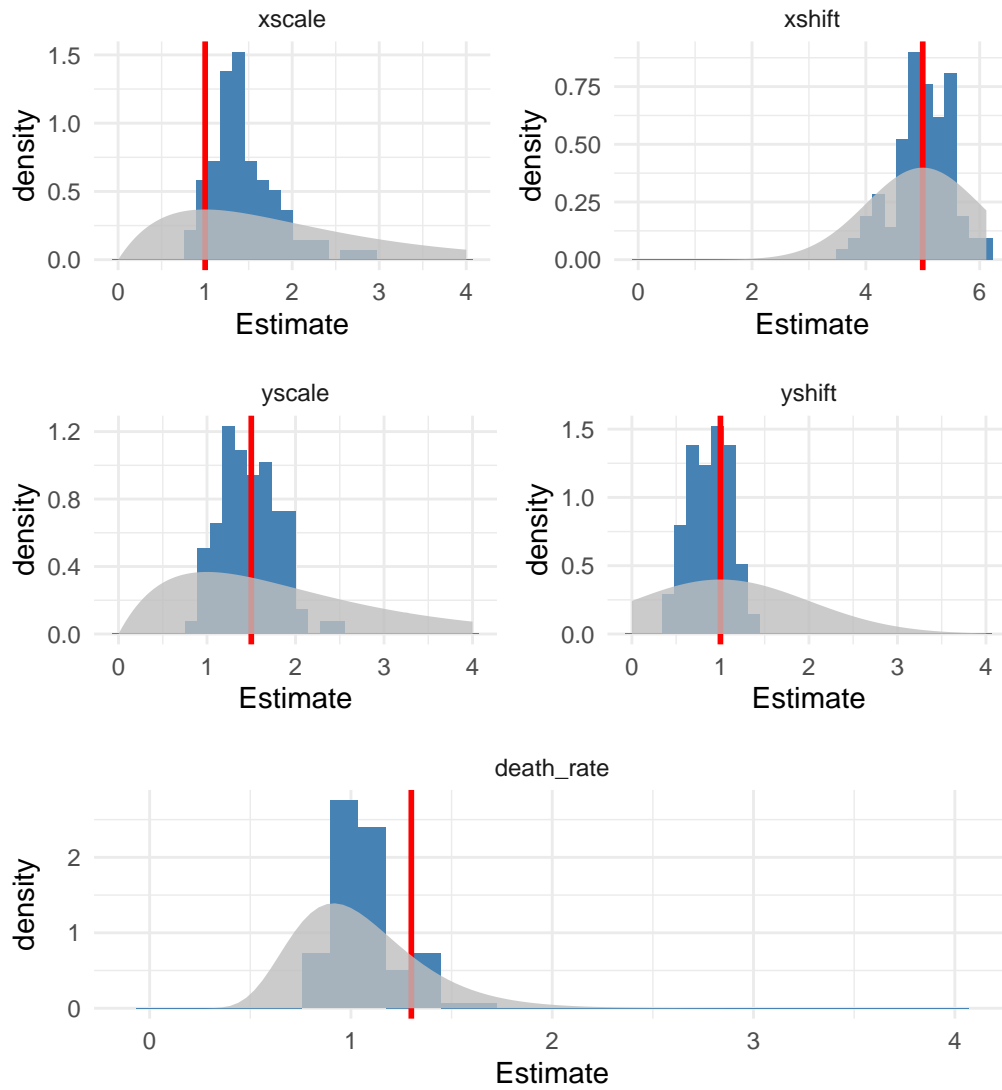 xscale
density
1.5
1.0
0.5
0.0
0 1 2 3 4
Estimate
xshift
density
0.75
0.50
0.25
0.00
0 2 4 6
Estimate
yscale
density
1.2
0.8
0.4
0.0
0 1 2 3 4
Estimate
yshift
density
1.5
1.0
0.5
0.0
0 1 2 3 4
Estimate
death_rate
density
2
1
0
0 1 2 3 4
Estimate